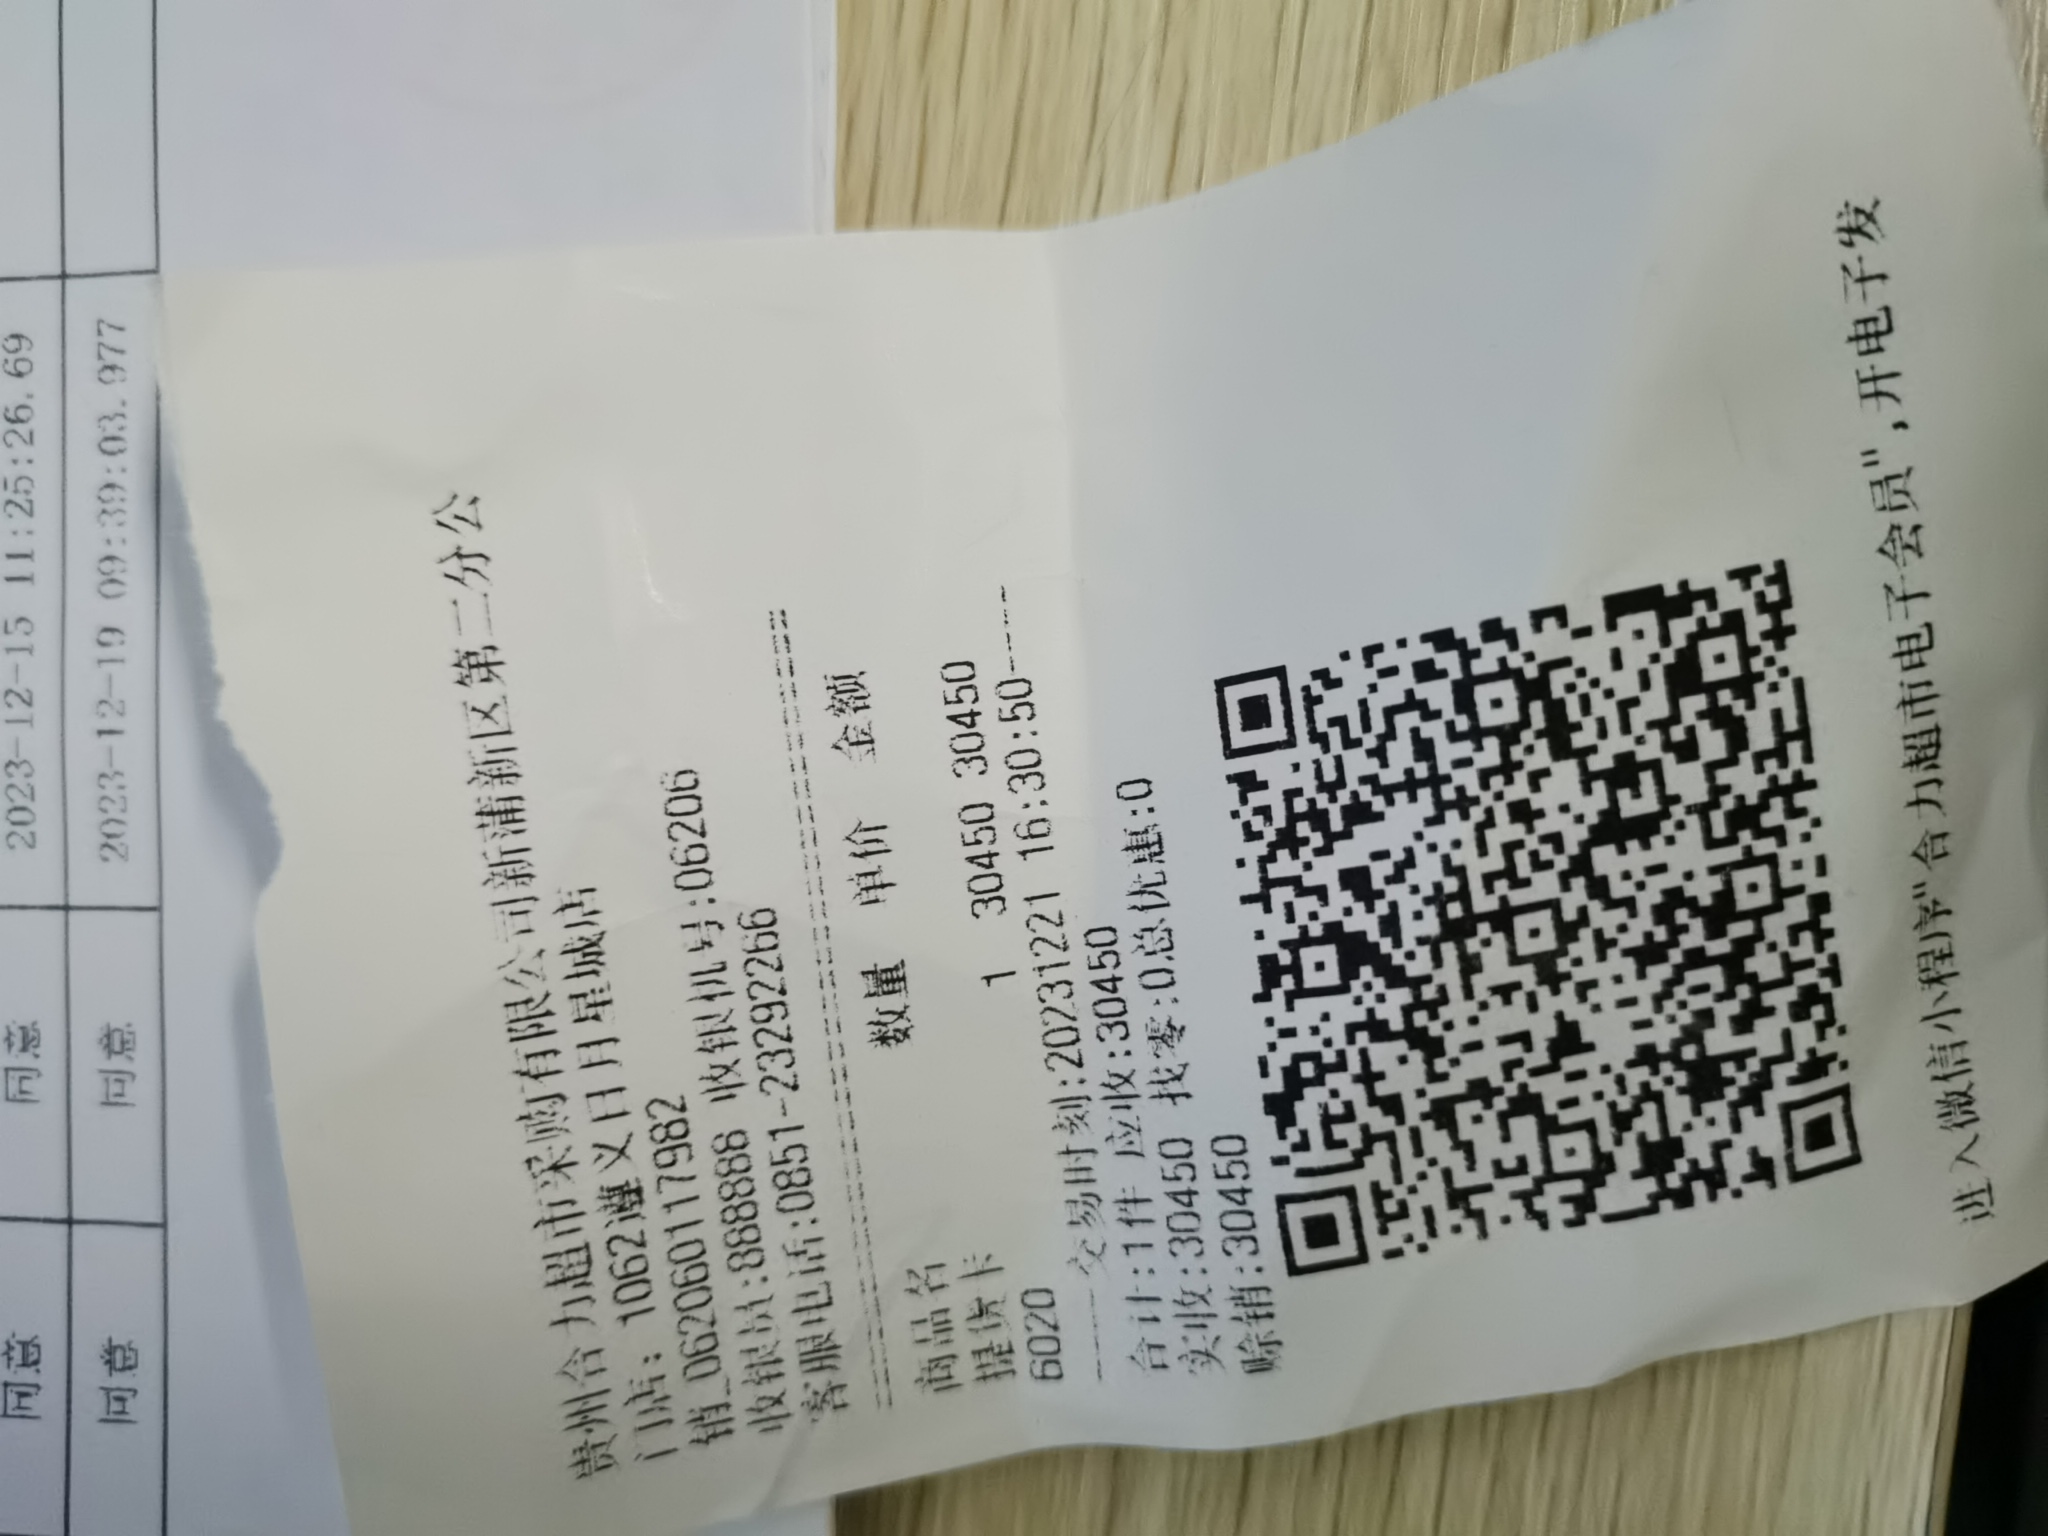 同意 同意 2023-12-15 11:25:26.69
同意 同意 2023-12-19 09:39:03.977
贵州合力超市采购有限公司新蒲新区第二分公
门店: 1062遵义日月星城店
销_062060117982
收银员:888888 收银机号:06206
客服电话:0851-23292266
================================
商品名 数量 单价 金额
提货卡
6020 1 30450 30450
-----交易时刻:20231221 16:30:50-----
合计:1件 应收:30450
实收:30450 找零:0总优惠:0
赊销:30450
进入微信小程序"合力超市电子会员",开电子发